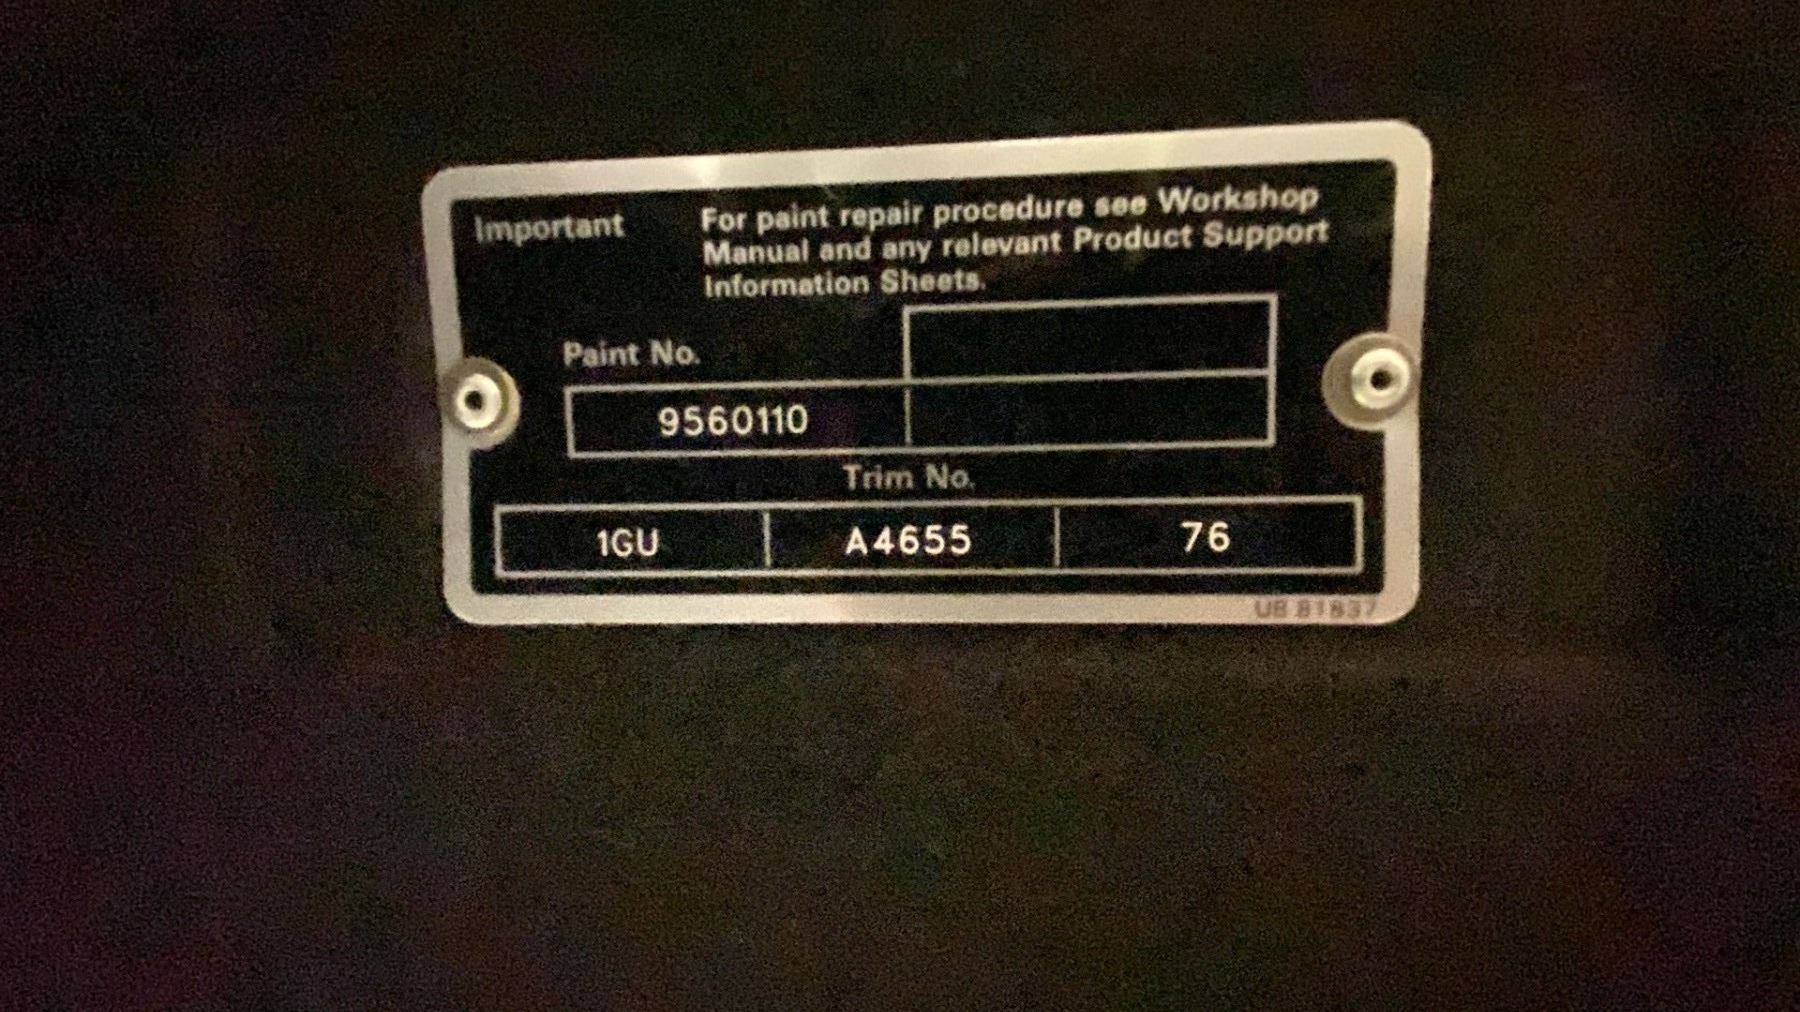 Important
For paint repair procedure see Workshop
Manual and any relevant Product Support
Information Sheets.
Paint No.
9560110
Trim No.
1GU A4655 76
UB 81837